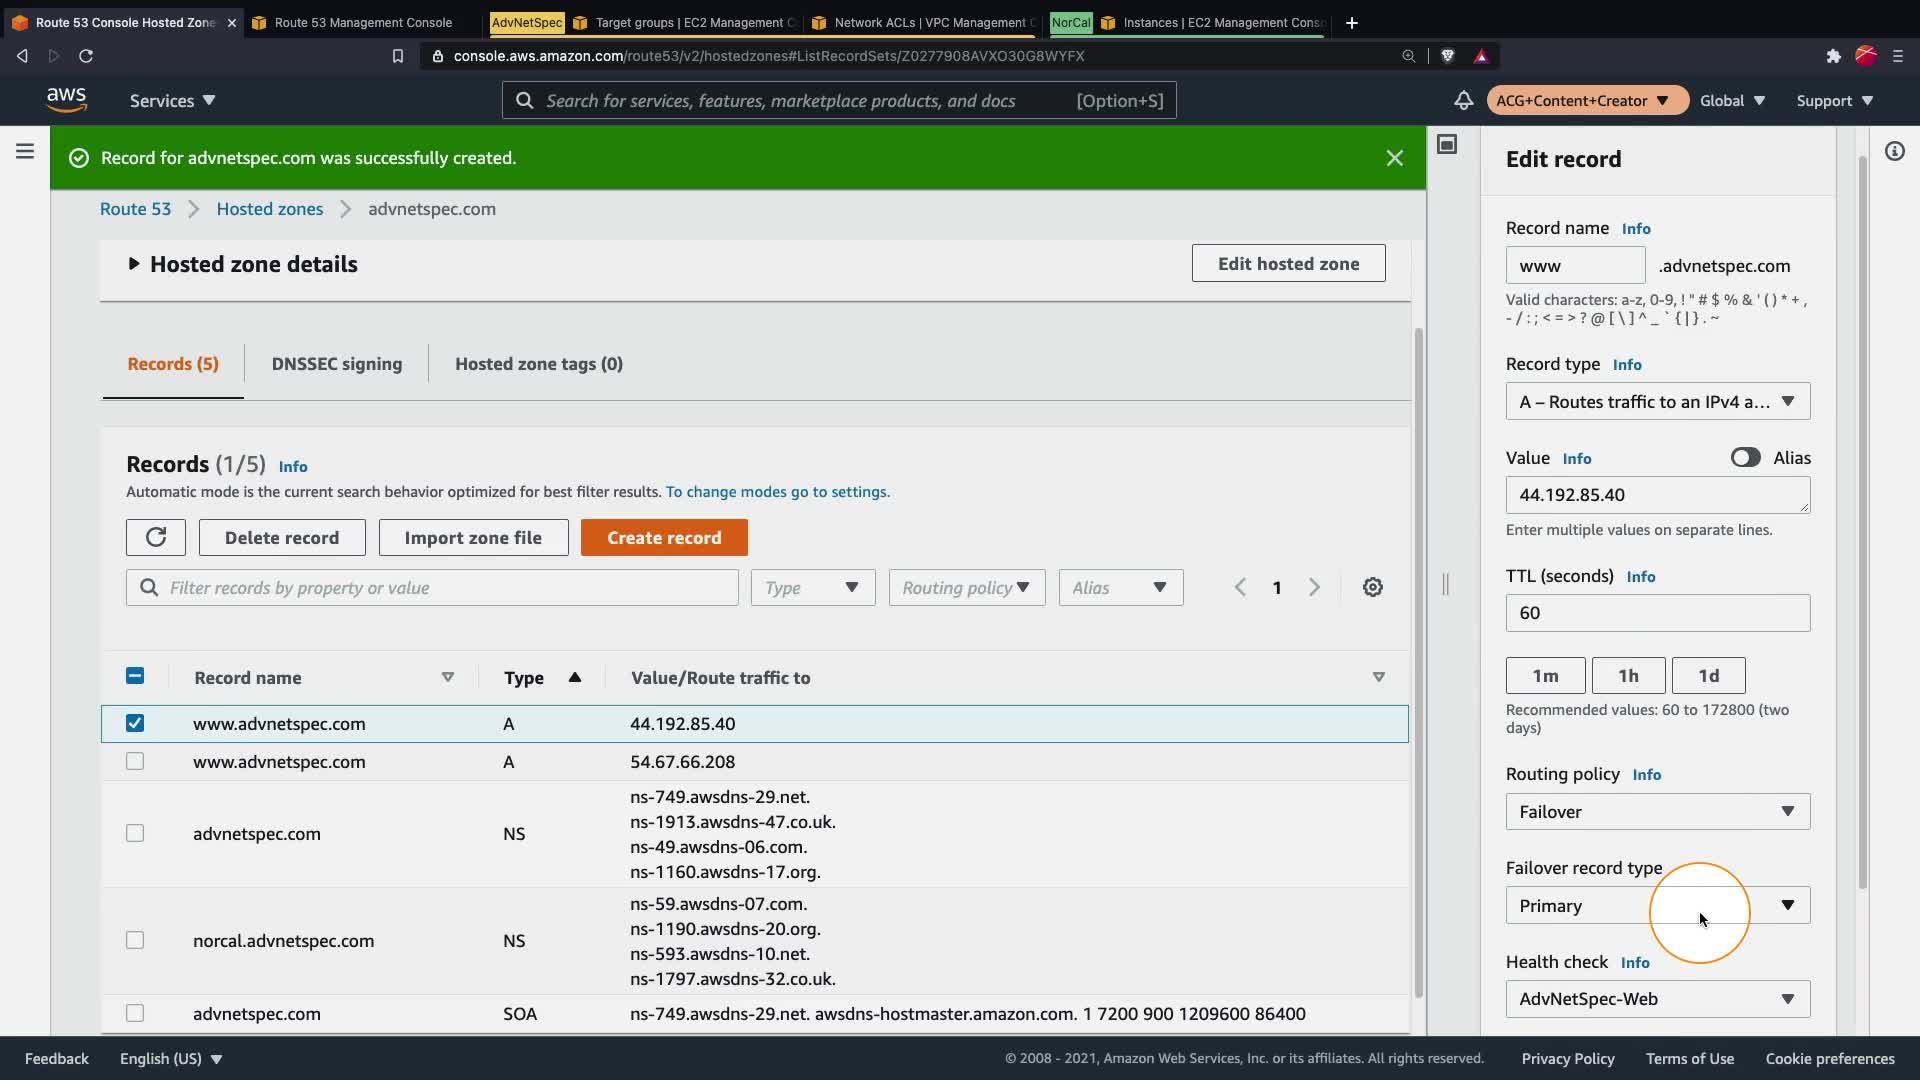 Route 53 Console Hosted Zone
Route 53 Management Console
AdvNetSpec
Target groups | EC2 Management C
Network ACLs | VPC Management C
NorCal
Instances | EC2 Management Cons
console.aws.amazon.com/route53/v2/hostedzones#ListRecordSets/Z0277908AVXO30G8WYFX
aws
Services
Search for services, features, marketplace products, and docs
[Option+S]
ACG+Content+Creator
Global
Support
Record for advnetspec.com was successfully created.
Route 53
Hosted zones
advnetspec.com
Hosted zone details
Edit hosted zone
Records (5)
DNSSEC signing
Hosted zone tags (0)
Records (1/5) Info
Automatic mode is the current search behavior optimized for best filter results. To change modes go to settings.
Delete record
Import zone file
Create record
Filter records by property or value
Type
Routing policy
Alias
1
Record name
Type
Value/Route traffic to
www.advnetspec.com
A
44.192.85.40
www.advnetspec.com
A
54.67.66.208
advnetspec.com
NS
ns-749.awsdns-29.net.
ns-1913.awsdns-47.co.uk.
ns-49.awsdns-06.com.
ns-1160.awsdns-17.org.
norcal.advnetspec.com
NS
ns-59.awsdns-07.com.
ns-1190.awsdns-20.org.
ns-593.awsdns-10.net.
ns-1797.awsdns-32.co.uk.
advnetspec.com
SOA
ns-749.awsdns-29.net. awsdns-hostmaster.amazon.com. 1 7200 900 1209600 86400
Edit record
Record name Info
www
.advnetspec.com
Valid characters: a-z, 0-9, ! " # $ % & ' ( ) * + ,
- / : ; < = > ? @ [ \ ] ^ _ ` { | } . ~
Record type Info
A – Routes traffic to an IPv4 a...
Value Info
Alias
44.192.85.40
Enter multiple values on separate lines.
TTL (seconds) Info
60
1m
1h
1d
Recommended values: 60 to 172800 (two
days)
Routing policy Info
Failover
Failover record type
Primary
Health check Info
AdvNetSpec-Web
Feedback
English (US)
© 2008 - 2021, Amazon Web Services, Inc. or its affiliates. All rights reserved.
Privacy Policy
Terms of Use
Cookie preferences